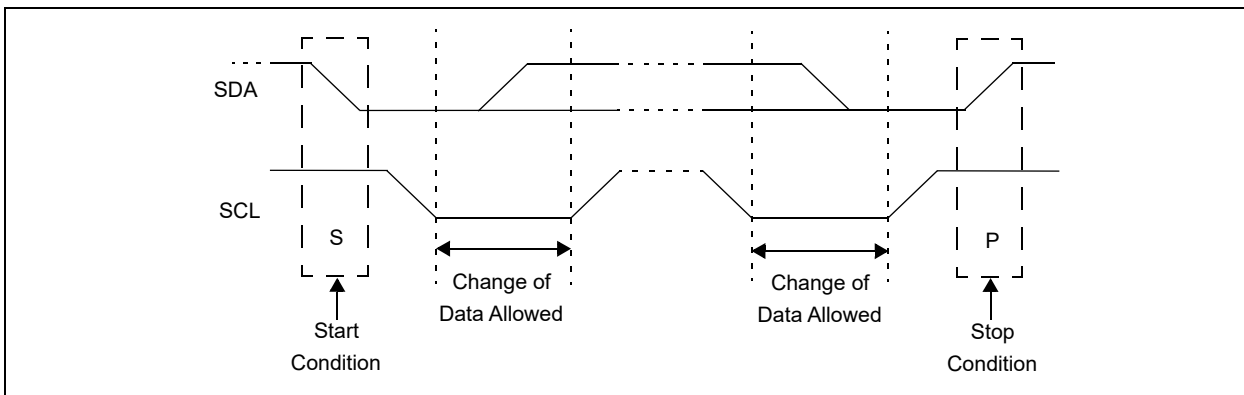 SDA
SCL
S
P
Change of
Data Allowed
Change of
Data Allowed
Start
Condition
Stop
Condition